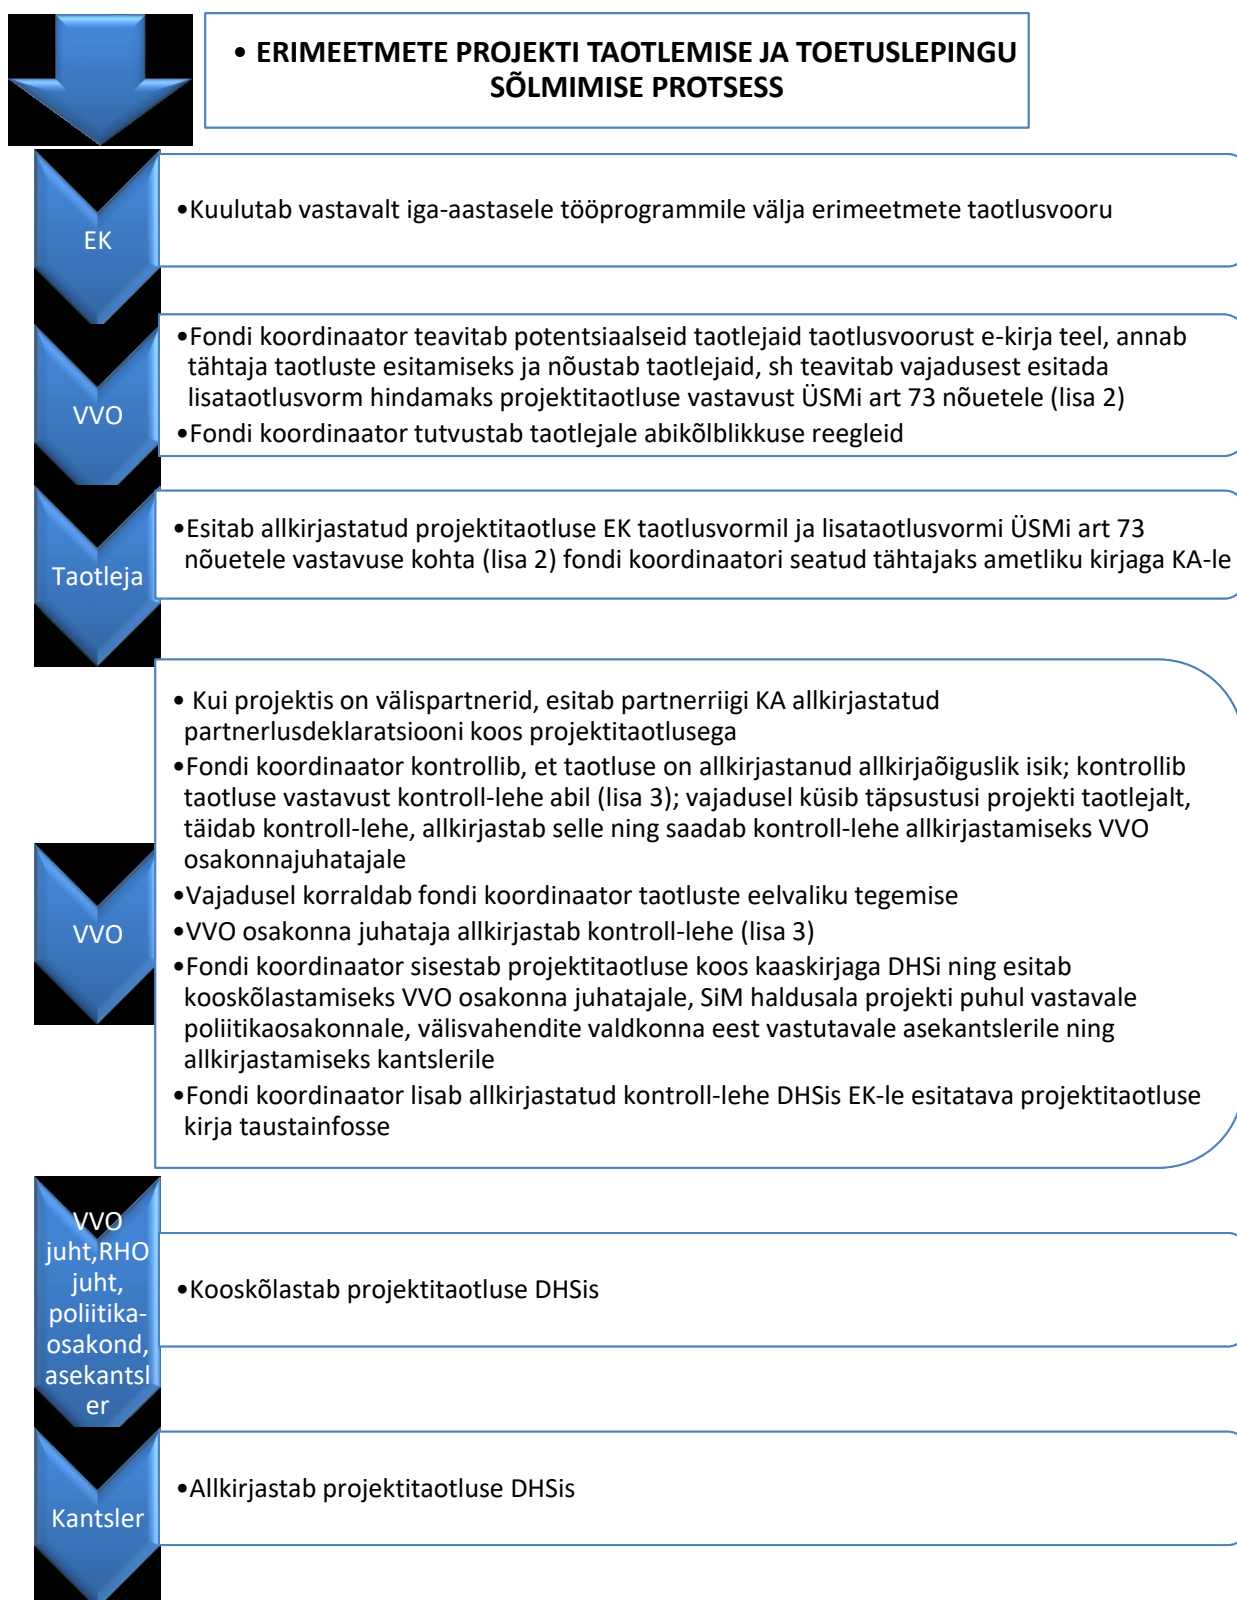 • ERIMEETMETE PROJEKTI TAOTLEMISE JA TOETUSLEPINGU
SÕLMIMISE PROTSESS
EK
•Kuulutab vastavalt iga-aastasele tööprogrammile välja erimeetmete taotlusvooru
VVO
•Fondi koordinaator teavitab potentsiaalseid taotlejaid taotlusvoorust e-kirja teel, annab
tähtaja taotluste esitamiseks ja nõustab taotlejaid, sh teavitab vajadusest esitada
lisataotlusvorm hindamaks projektitaotluse vastavust ÜSMi art 73 nõuetele (lisa 2)
•Fondi koordinaator tutvustab taotlejale abikõlblikkuse reegleid
Taotleja
•Esitab allkirjastatud projektitaotluse EK taotlusvormil ja lisataotlusvormi ÜSMi art 73
nõuetele vastavuse kohta (lisa 2) fondi koordinaatori seatud tähtajaks ametliku kirjaga KA-le
VVO
• Kui projektis on välispartnerid, esitab partnerriigi KA allkirjastatud
partnerlusdeklaratsiooni koos projektitaotlusega
•Fondi koordinaator kontrollib, et taotluse on allkirjastanud allkirjaõiguslik isik; kontrollib
taotluse vastavust kontroll-lehe abil (lisa 3); vajadusel küsib täpsustusi projekti taotlejalt,
täidab kontroll-lehe, allkirjastab selle ning saadab kontroll-lehe allkirjastamiseks VVO
osakonnajuhatajale
•Vajadusel korraldab fondi koordinaator taotluste eelvaliku tegemise
•VVO osakonna juhataja allkirjastab kontroll-lehe (lisa 3)
•Fondi koordinaator sisestab projektitaotluse koos kaaskirjaga DHSi ning esitab
kooskõlastamiseks VVO osakonna juhatajale, SiM haldusala projekti puhul vastavale
poliitikaosakonnale, välisvahendite valdkonna eest vastutavale asekantslerile ning
allkirjastamiseks kantslerile
•Fondi koordinaator lisab allkirjastatud kontroll-lehe DHSis EK-le esitatava projektitaotluse
kirja taustainfosse
VVO
juht,RHO
juht,
poliitika-
osakond,
asekantsl
er
•Kooskõlastab projektitaotluse DHSis
Kantsler
•Allkirjastab projektitaotluse DHSis